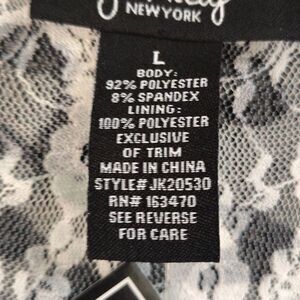 NEW YORK
L
BODY:
92% POLYESTER
8% SPANDEX
LINING:
100% POLYESTER
EXCLUSIVE
OF TRIM
MADE IN CHINA
STYLE# JK20530
RN# 163470
SEE REVERSE
FOR CARE